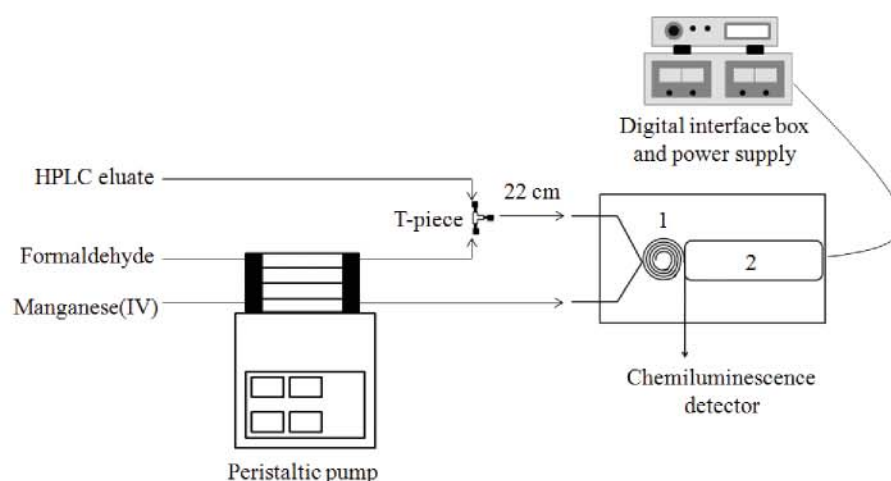 Digital interface box
and power supply
HPLC eluate
22 cm
T-piece
1
Formaldehyde
2
Manganese(IV)
Chemiluminescence
detector
Peristaltic pump